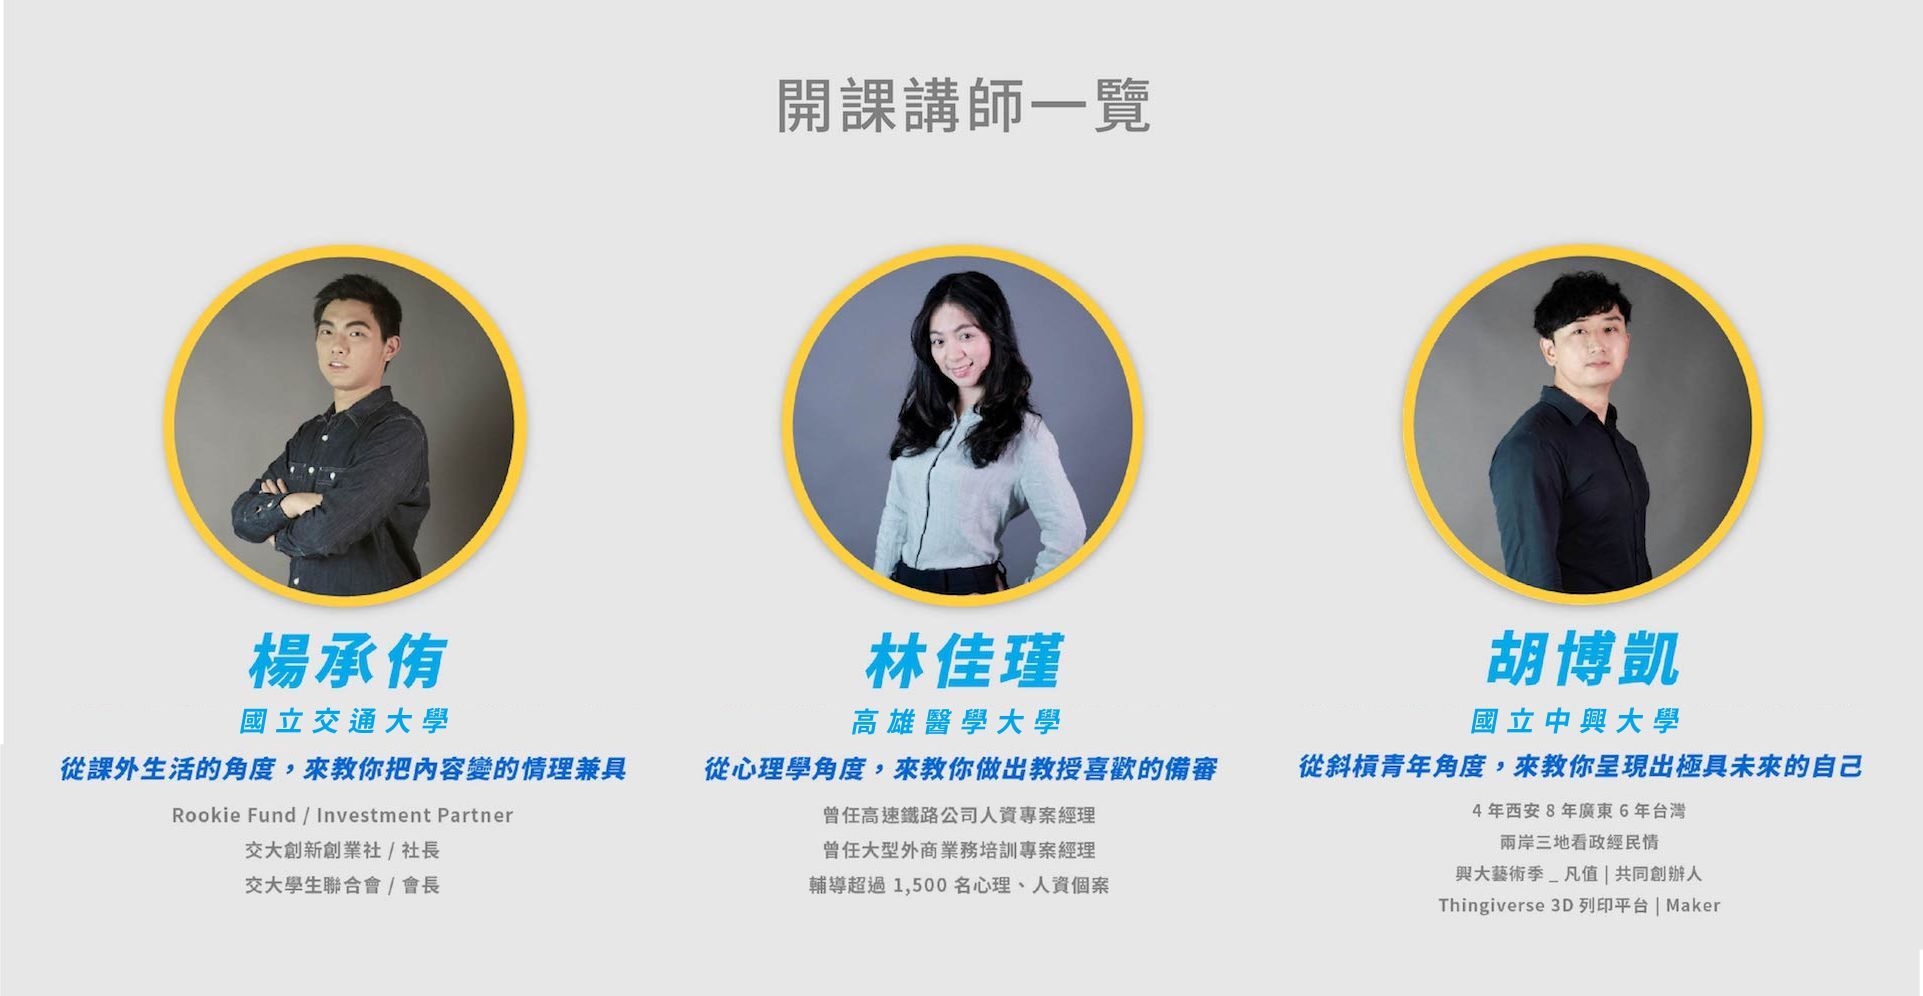 開課講師一覽
楊承侑
國立交通大學
從課外生活的角度，來教你把內容變的情理兼具
Rookie Fund / Investment Partner
交大創新創業社 / 社長
交大學生聯合會 / 會長
林佳瑾
高雄醫學大學
從心理學角度，來教你做出教授喜歡的備審
曾任高速鐵路公司人資專案經理
曾任大型外商業務培訓專案經理
輔導超過 1,500 名心理、人資個案
胡博凱
國立中興大學
從斜槓青年角度，來教你呈現出極具未來的自己
4 年西安 8 年廣東 6 年台灣
兩岸三地看政經民情
興大藝術季 _ 凡值 | 共同創辦人
Thingiverse 3D 列印平台 | Maker